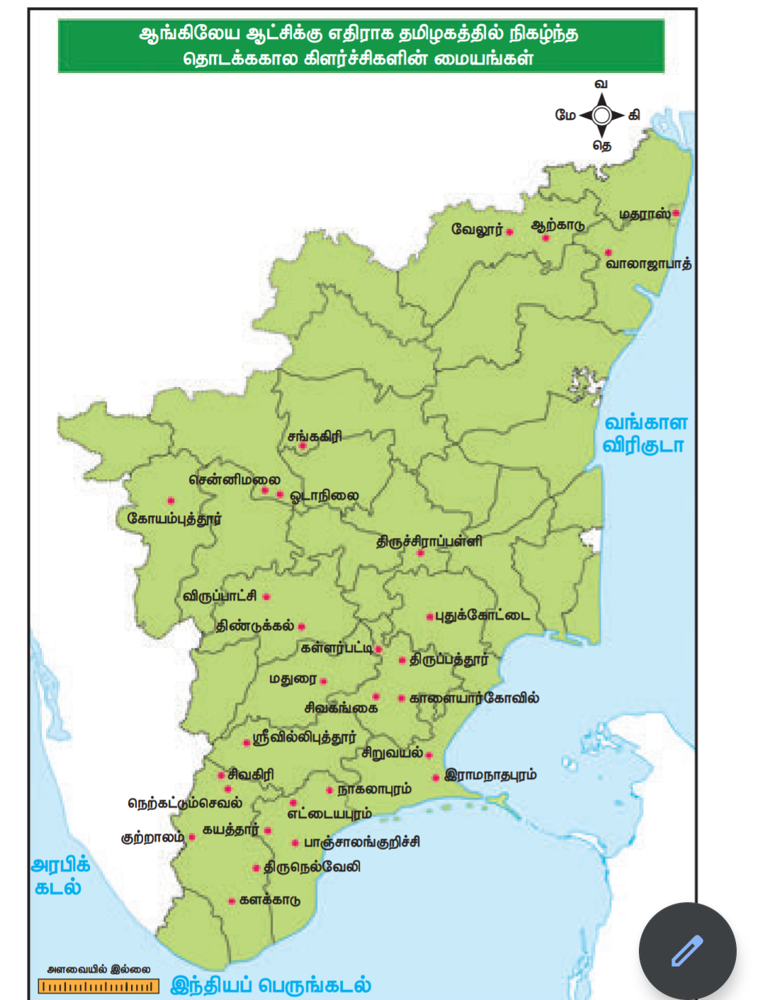 ஆங்கிலேய ஆட்சிக்கு எதிராக தமிழகத்தில் நிகழ்ந்த
தொடக்ககால கிளர்ச்சிகளின் மையங்கள்
வ
மே
கி
தெ
மதராஸ்
வேலூர்
ஆற்காடு
வாலாஜாபாத்
வங்காள
விரிகுடா
சங்ககிரி
சென்னிமலை
ஓடாநிலை
கோயம்புத்தூர்
திருச்சிராப்பள்ளி
விருப்பாட்சி
புதுக்கோட்டை
திண்டுக்கல்
கள்ளர்பட்டி
திருப்பத்தூர்
மதுரை
சிவகங்கை
காளையார்கோவில்
ஸ்ரீவில்லிபுத்தூர்
சிறுவயல்
சிவகிரி
இராமநாதபுரம்
நாகலாபுரம்
நெற்கட்டும்செவல்
எட்டையபுரம்
குற்றாலம்
கயத்தார்
பாஞ்சாலங்குறிச்சி
திருநெல்வேலி
அரபிக்
கடல்
களக்காடு
அளவையில் இல்லை
இந்தியப் பெருங்கடல்